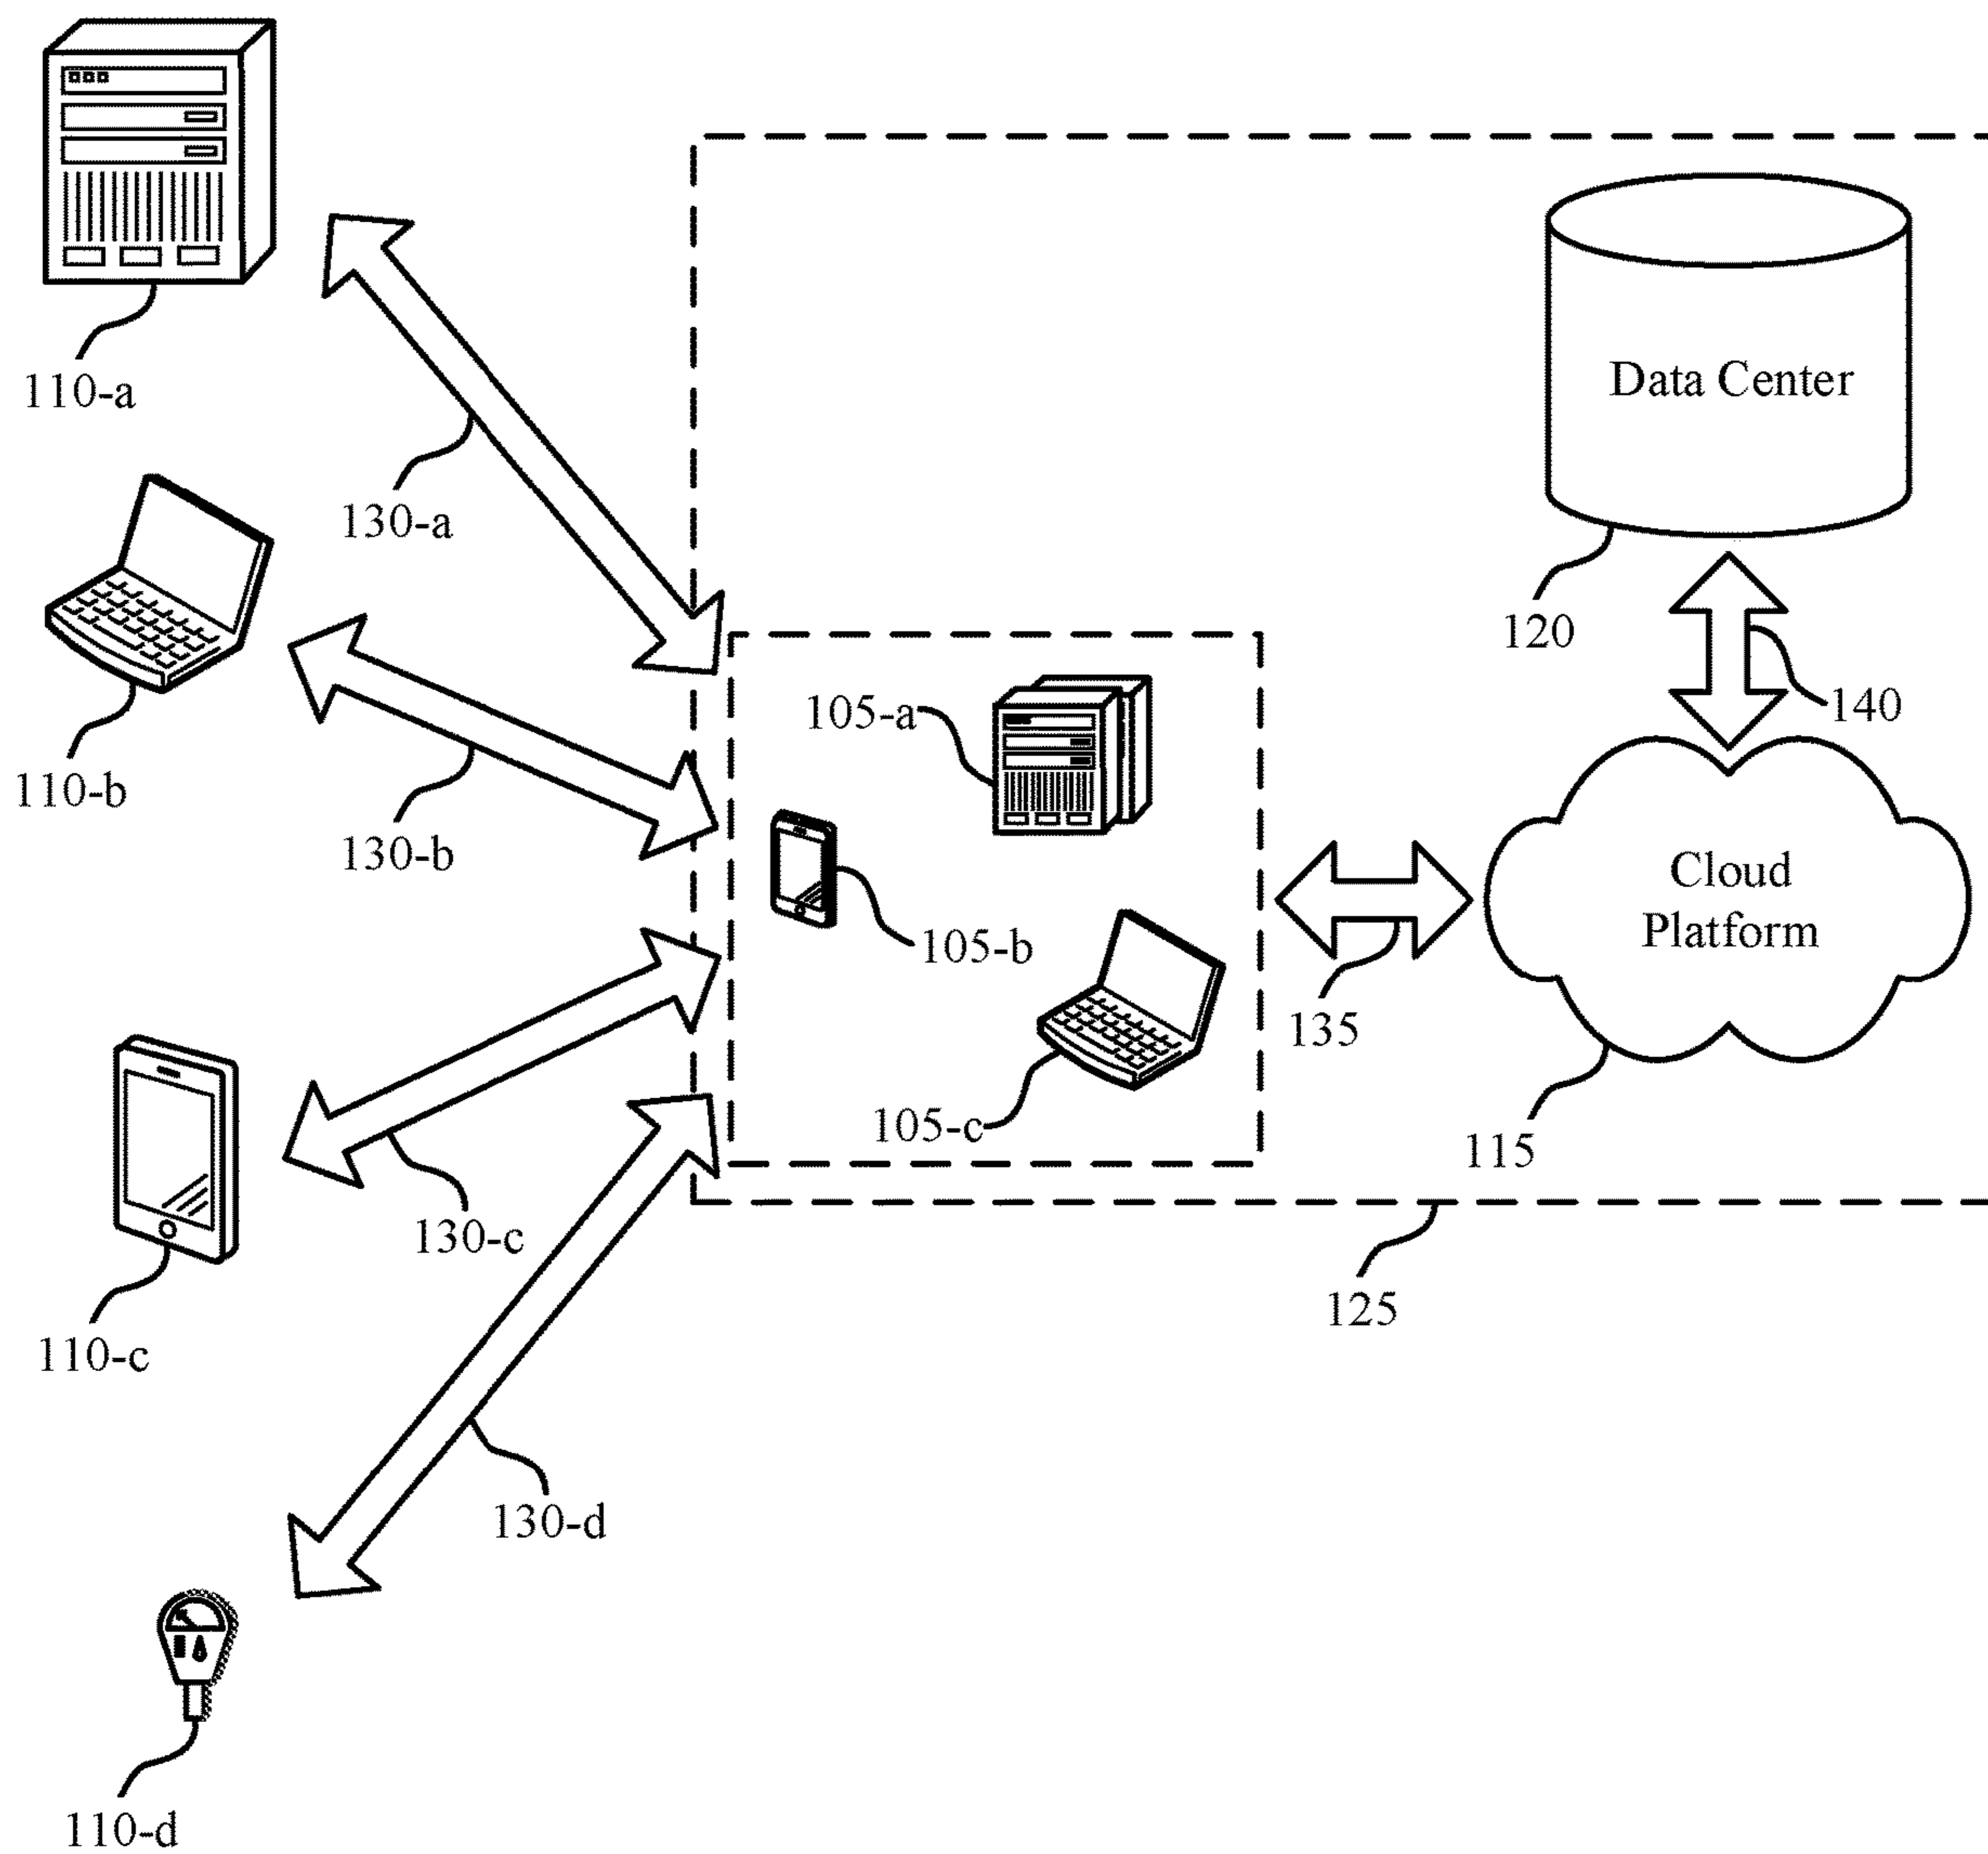 110-a
130-a
Data Center
120
140
110-b
130-b
105-a
105-b
105-c
Cloud
Platform
135
115
130-c
125
110-c
130-d
110-d